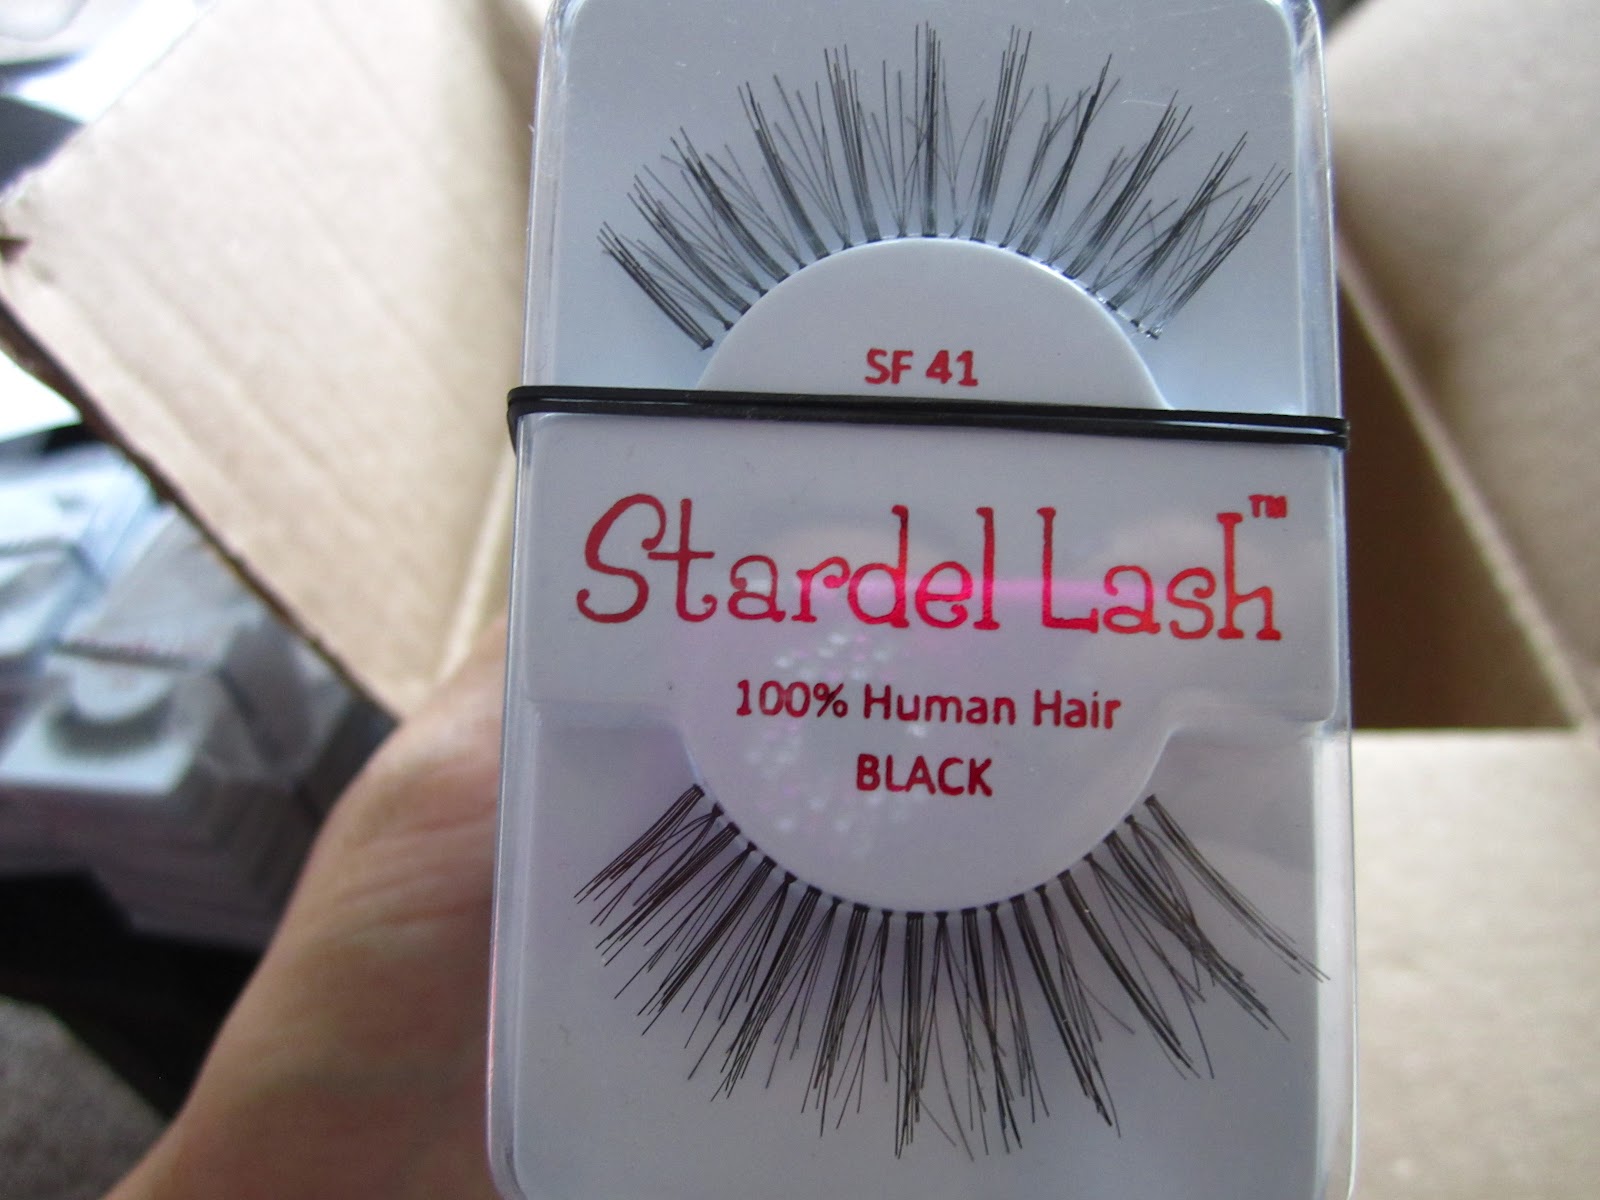 SF 41
Stardel Lash™
100% Human Hair
BLACK